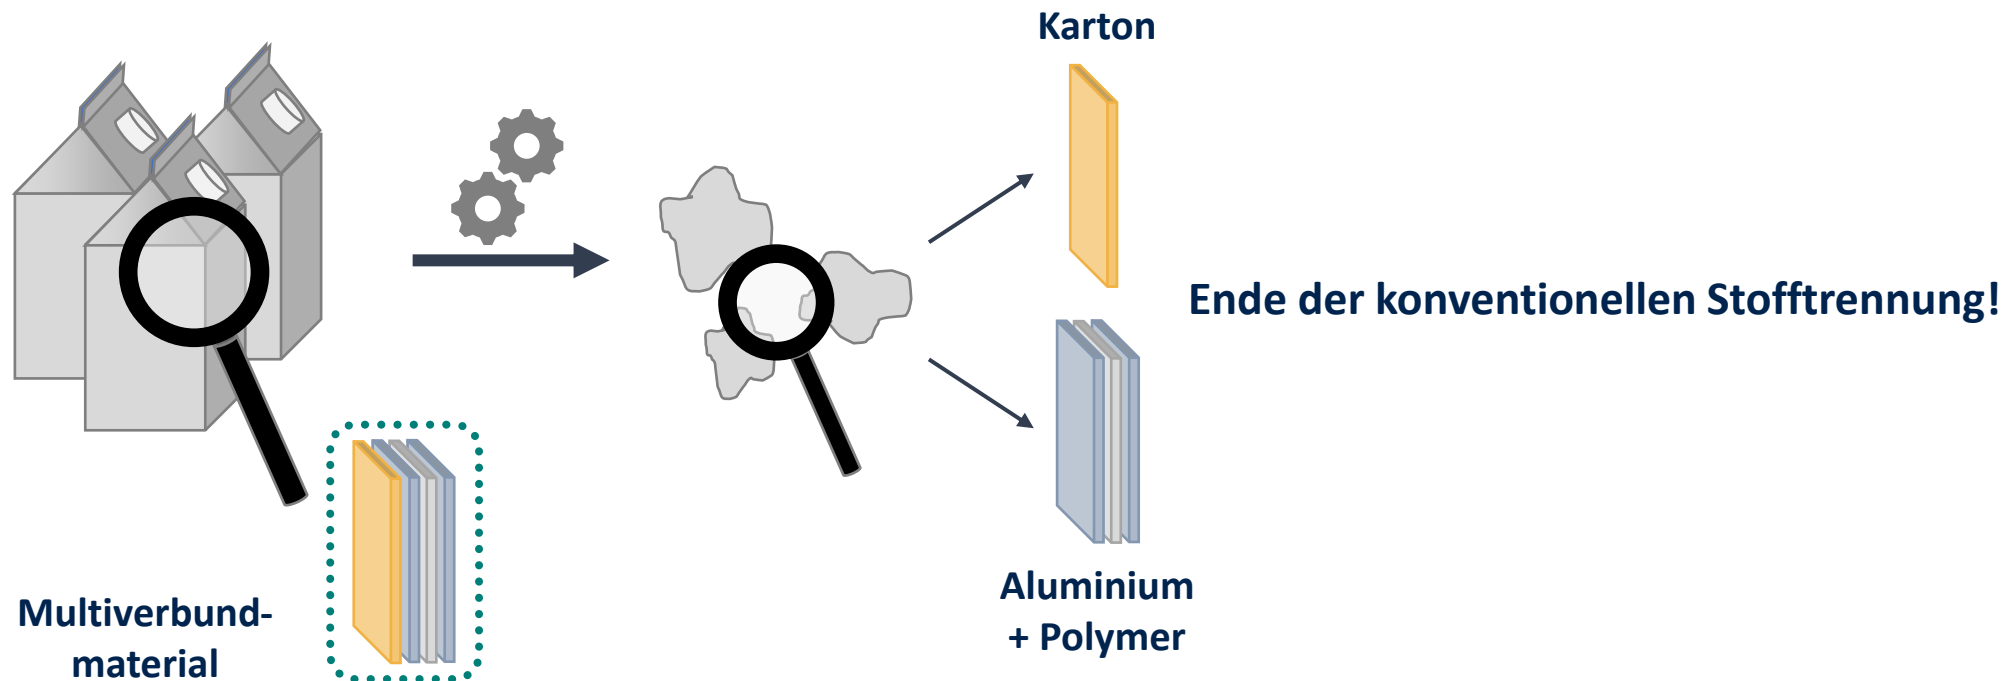 Karton
Ende der konventionellen Stofftrennung!
Aluminium
+ Polymer
Multiverbund-
material